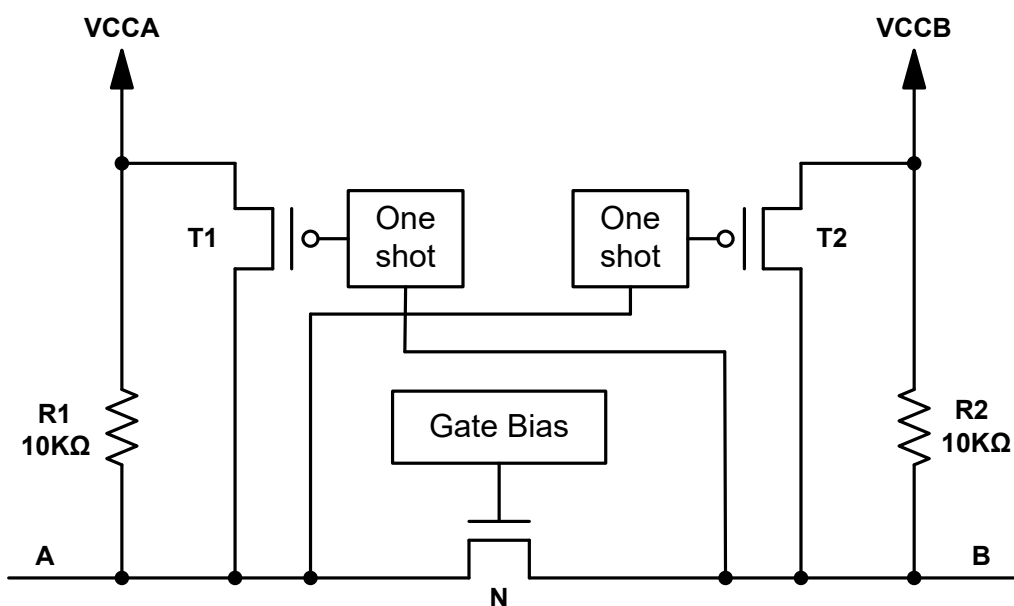 VCCA
VCCB
T1
One
shot
One
shot
T2
R1
10KΩ
Gate Bias
R2
10KΩ
A
B
N